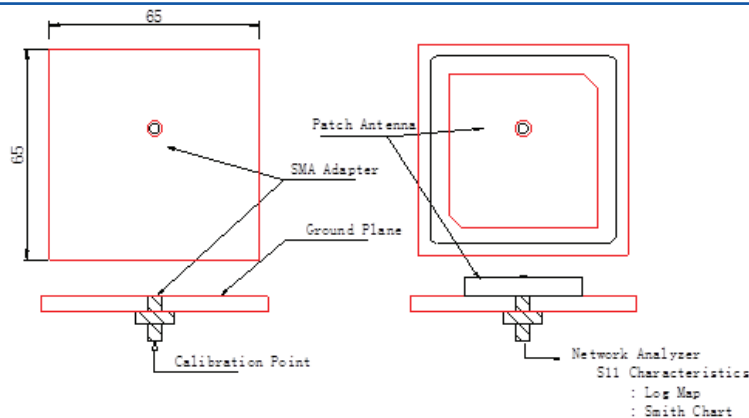 65
65
Patch Antenna
SMA Adapter
Ground Plane
Calibration Point
Network Analyzer
S11 Characteristics
: Log Map
: Smith Chart